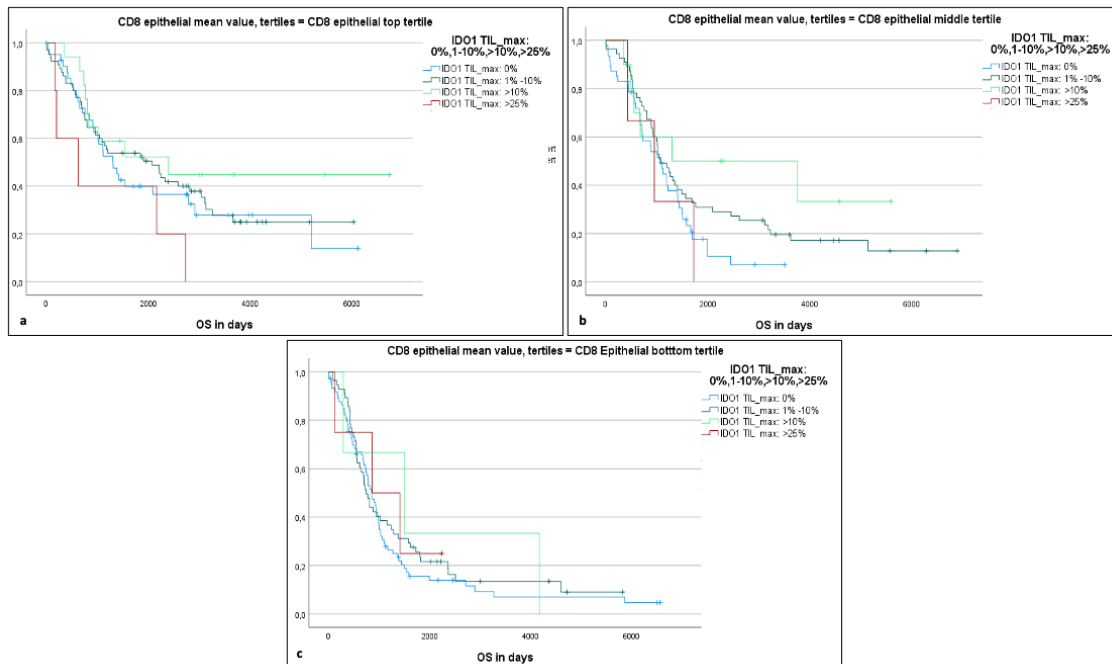 CD8 epithelial mean value, tertiles = CD8 epithelial top tertile
IDO1 TIL_max:
0%,1-10%,>10%,>25%
IDO1 TIL_max: 0%
IDO1 TIL_max: 1% -10%
IDO1 TIL_max: >10%
IDO1 TIL_max: >25%
1,0
0,8
0,6
0,4
0,2
0,0
0
2000
4000
6000
OS in days
a
CD8 epithelial mean value, tertiles = CD8 epithelial middle tertile
IDO1 TIL_max:
0%,1-10%,>10%,>25%
IDO1 TIL_max: 0%
IDO1 TIL_max: 1% -10%
IDO1 TIL_max: >10%
IDO1 TIL_max: >25%
1,0
0,8
0,6
0,4
0,2
0,0
0
2000
4000
6000
OS in days
b
CD8 epithelial mean value, tertiles = CD8 Epithelial botttom tertile
IDO1 TIL_max:
0%,1-10%,>10%,>25%
IDO1 TIL_max: 0%
IDO1 TIL_max: 1% -10%
IDO1 TIL_max: >10%
IDO1 TIL_max: >25%
1,0
0,8
0,6
0,4
0,2
0,0
0
2000
4000
6000
OS in days
c